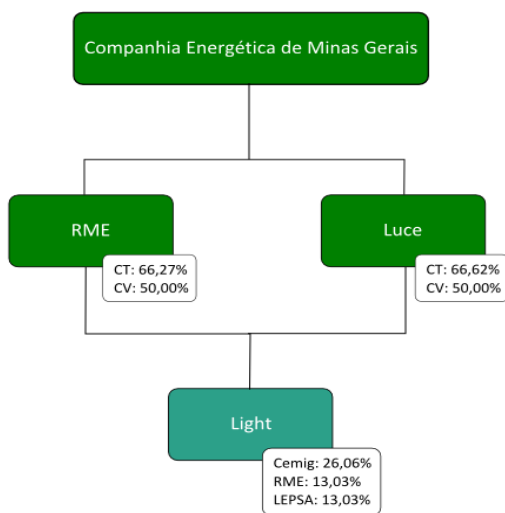 Companhia Energética de Minas Gerais
RME
Luce
CT: 66,27%
CV: 50,00%
CT: 66,62%
CV: 50,00%
Light
Cemig: 26,06%
RME: 13,03%
LEPSA: 13,03%